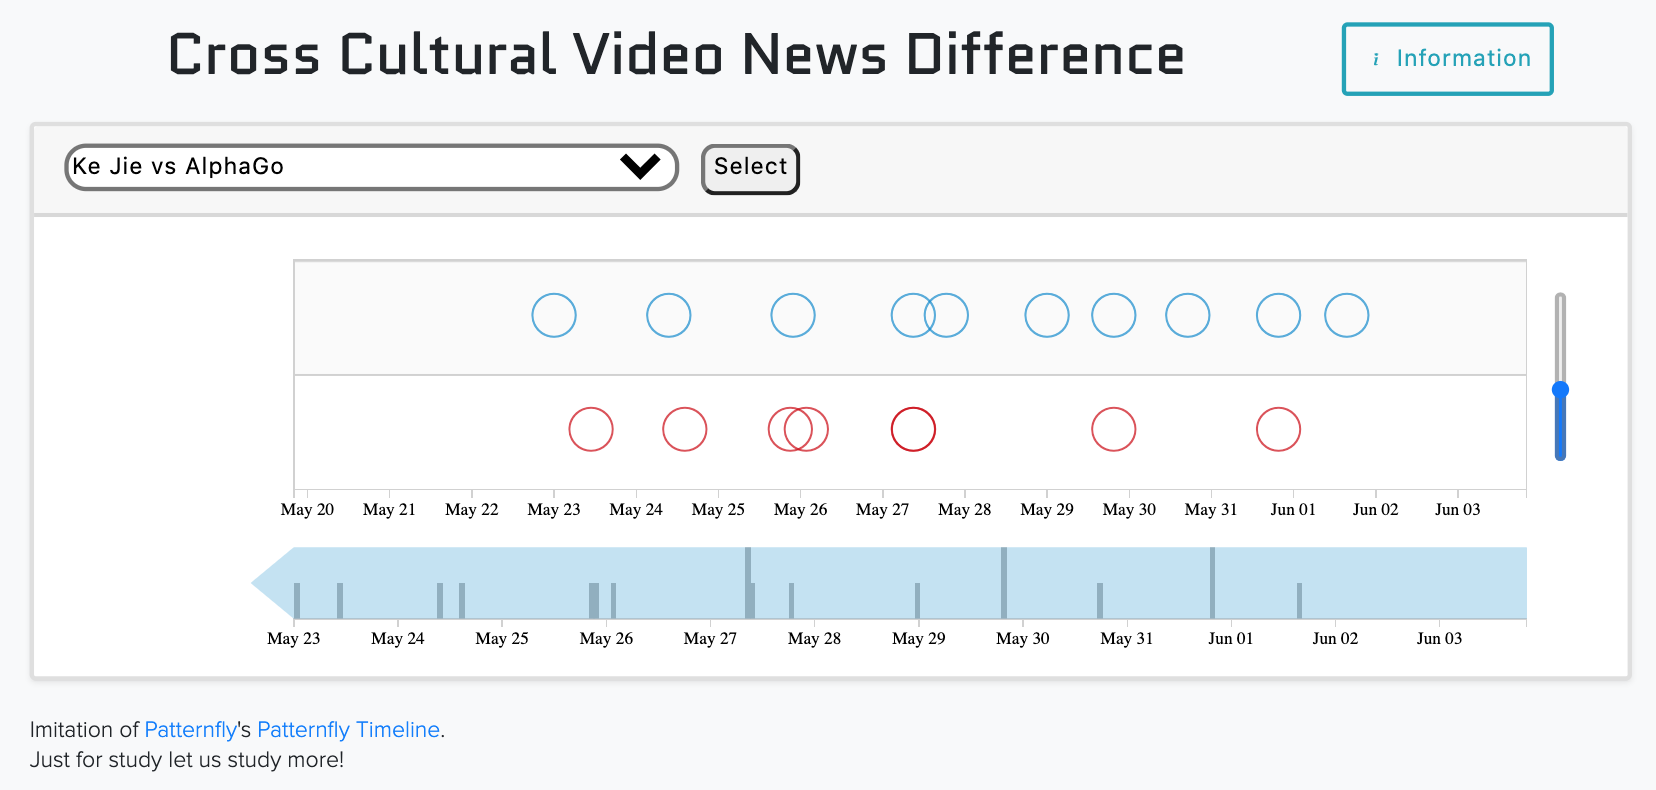 Cross Cultural Video News Difference
i Information
Ke Jie vs AlphaGo
Select
May 20 May 21 May 22 May 23 May 24 May 25 May 26 May 27 May 28 May 29 May 30 May 31 Jun 01 Jun 02 Jun 03
May 23 May 24 May 25 May 26 May 27 May 28 May 29 May 30 May 31 Jun 01 Jun 02 Jun 03
Imitation of Patternfly's Patternfly Timeline.
Just for study let us study more!